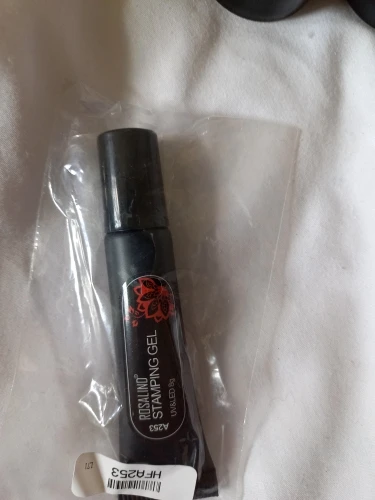 ROSALIND®
STAMPING GEL
UV&LED 8g
A253
HFA253